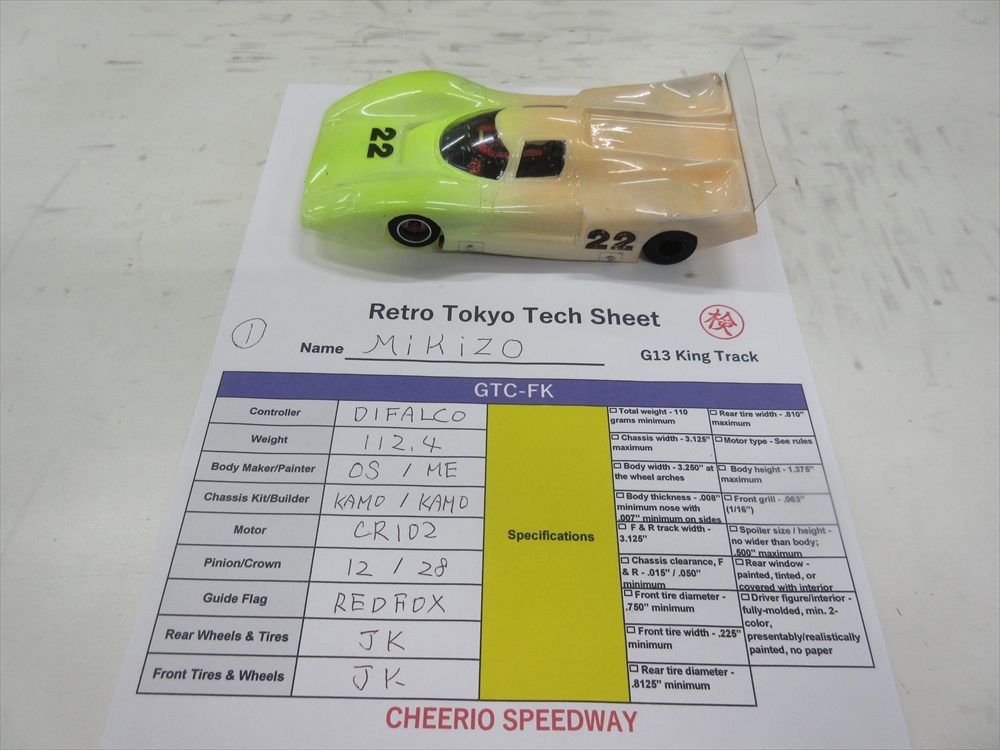 22
22
Retro Tokyo Tech Sheet
検
①
Name MiKiZO
G13 King Track
GTC-FK
Controller DIFALCO
Weight 112.4
Body Maker/Painter OS / ME
Chassis Kit/Builder KAMO / KAMO
Motor CR102
Pinion/Crown 12 / 28
Guide Flag REDFOX
Rear Wheels & Tires JK
Front Tires & Wheels JK
Specifications
Total weight - 110
grams minimum
Chassis width - 3.125"
maximum
Body width - 3.250" at
the wheel arches
Body thickness - .008"
minimum nose with
.007" minimum on sides
F & R track width -
3.125"
Chassis clearance, F
& R - .015" / .050"
minimum
Front tire diameter -
.750" minimum
Front tire width - .225"
minimum
Rear tire diameter -
.8125" minimum
Rear tire width - .810"
maximum
Motor type - See rules
Body height - 1.375"
maximum
Front grill - .063"
(1/16")
Spoiler size / height -
no wider than body;
.500" maximum
Rear window -
painted, tinted, or
covered with interior
Driver figure/interior -
fully-molded, min. 2-
color,
presentably/realistically
painted, no paper
CHEERIO SPEEDWAY